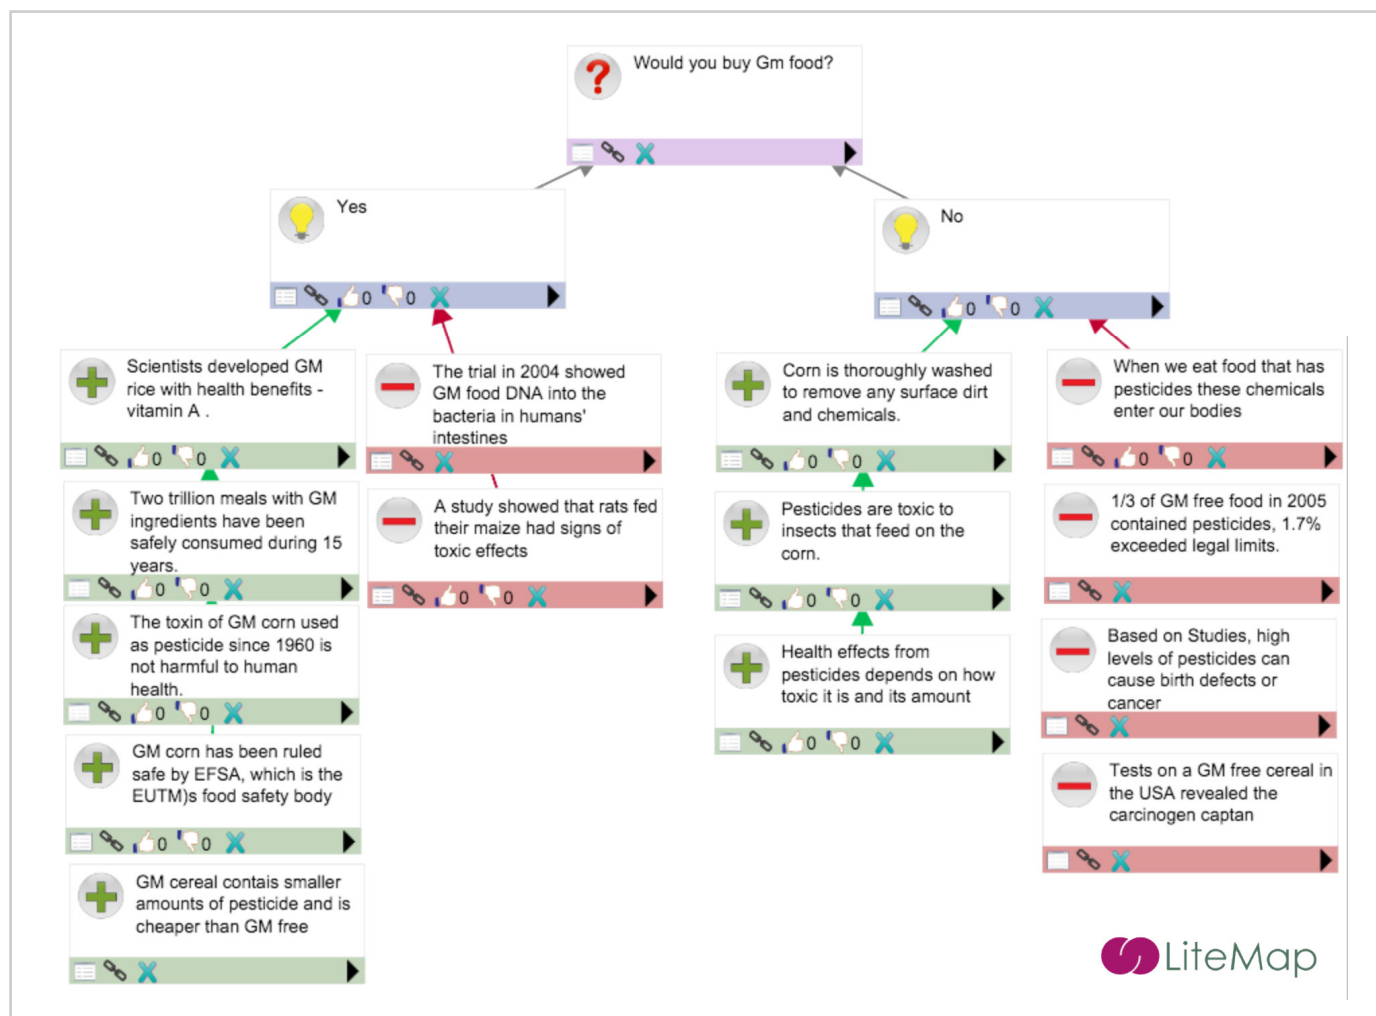 Would you buy Gm food?
Yes
0
0
No
0
0
Scientists developed GM
rice with health benefits -
vitamin A .
0
0
Two trillion meals with GM
ingredients have been
safely consumed during 15
years.
0
0
The toxin of GM corn used
as pesticide since 1960 is
not harmful to human
health.
0
0
GM corn has been ruled
safe by EFSA, which is the
EUTM)s food safety body
0
0
GM cereal contais smaller
amounts of pesticide and is
cheaper than GM free
The trial in 2004 showed
GM food DNA into the
bacteria in humans'
intestines
A study showed that rats fed
their maize had signs of
toxic effects
0
0
Corn is thoroughly washed
to remove any surface dirt
and chemicals.
0
0
Pesticides are toxic to
insects that feed on the
corn.
0
0
Health effects from
pesticides depends on how
toxic it is and its amount
0
0
When we eat food that has
pesticides these chemicals
enter our bodies
0
0
1/3 of GM free food in 2005
contained pesticides, 1.7%
exceeded legal limits.
Based on Studies, high
levels of pesticides can
cause birth defects or
cancer
Tests on a GM free cereal in
the USA revealed the
carcinogen captan
LiteMap